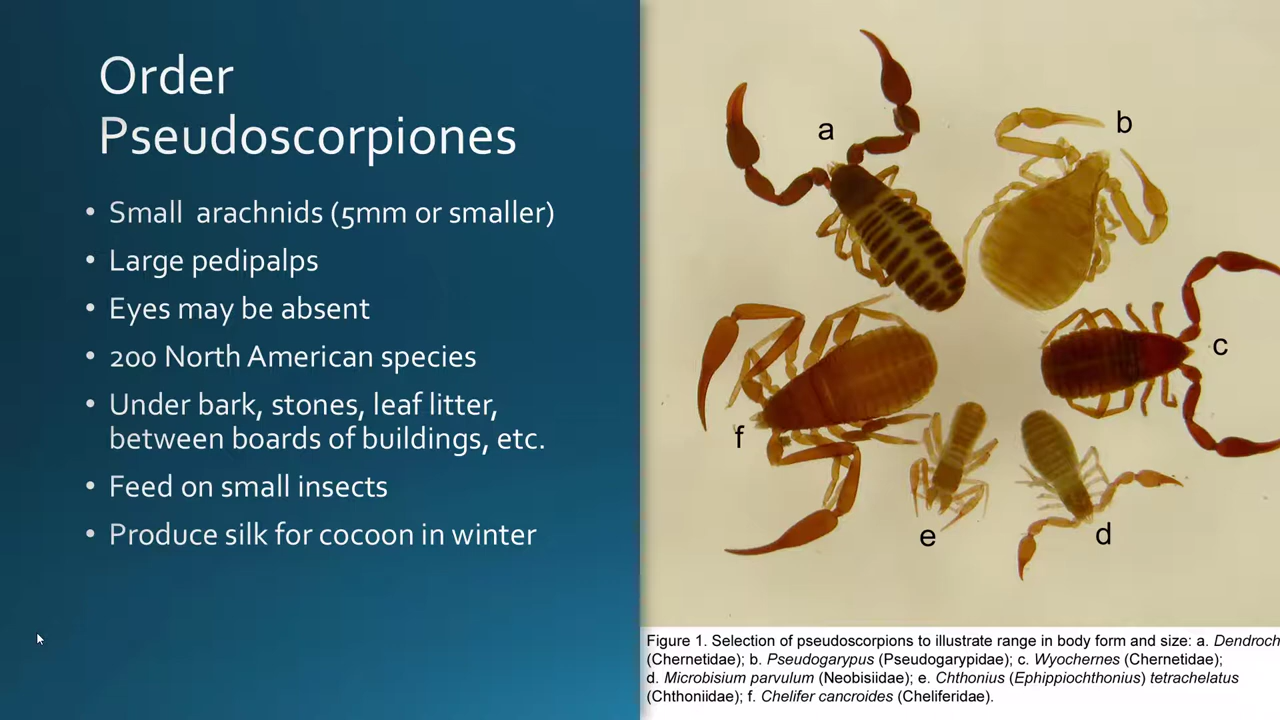 Order
Pseudoscorpiones
• Small arachnids (5mm or smaller)
• Large pedipalps
• Eyes may be absent
• 200 North American species
• Under bark, stones, leaf litter,
between boards of buildings, etc.
• Feed on small insects
• Produce silk for cocoon in winter
a
b
c
f
e
d
Figure 1. Selection of pseudoscorpions to illustrate range in body form and size: a. Dendroch
(Chernetidae); b. Pseudogarypus (Pseudogarypidae); c. Wyochernes (Chernetidae);
d. Microbisium parvulum (Neobisiidae); e. Chthonius (Ephippiochthonius) tetrachelatus
(Chthoniidae); f. Chelifer cancroides (Cheliferidae).